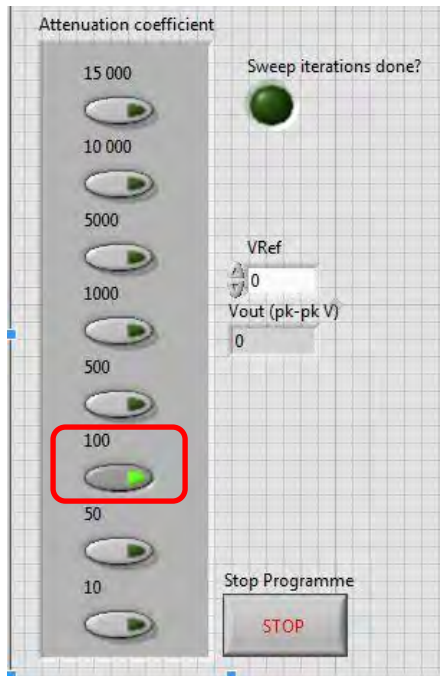 Attenuation coefficient
15 000
10 000
5000
1000
500
100
50
10
Sweep iterations done?
VRef
0
Vout (pk-pk V)
0
Stop Programme
STOP